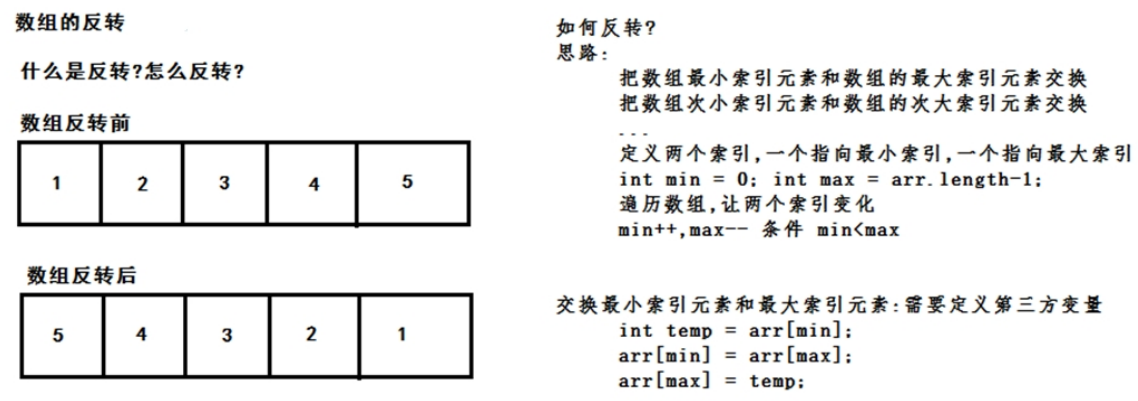 数组的反转
什么是反转?怎么反转?
数组反转前
1 2 3 4 5
数组反转后
5 4 3 2 1
如何反转?
思路:
把数组最小索引元素和数组的最大索引元素交换
把数组次小索引元素和数组的次大索引元素交换
...
定义两个索引,一个指向最小索引,一个指向最大索引
int min = 0; int max = arr.length-1;
遍历数组,让两个索引变化
min++,max-- 条件 min<max
交换最小索引元素和最大索引元素:需要定义第三方变量
int temp = arr[min];
arr[min] = arr[max];
arr[max] = temp;